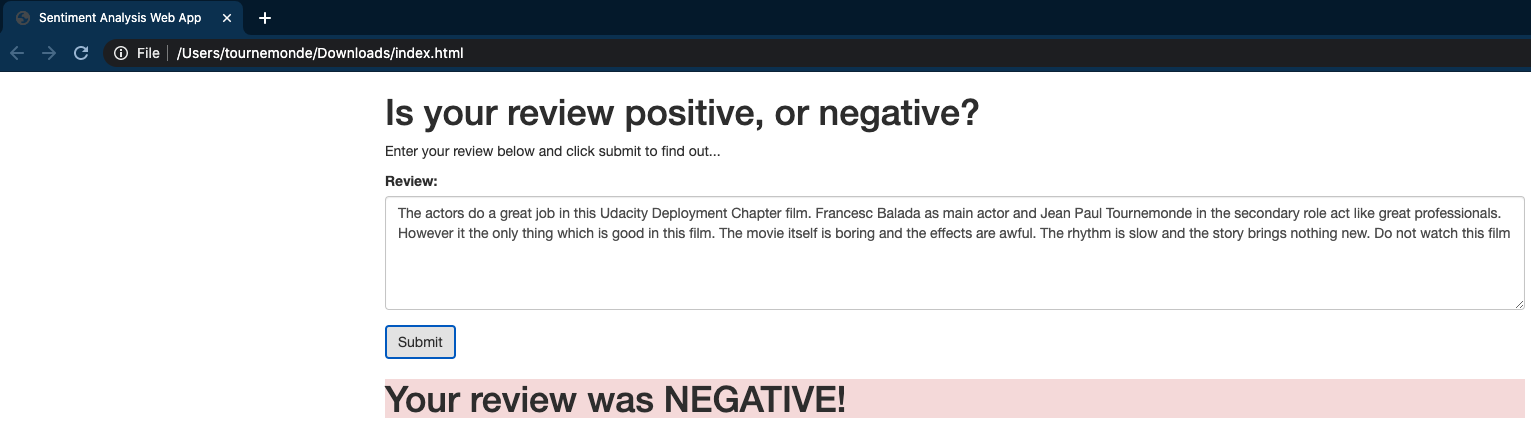 Sentiment Analysis Web App
File /Users/tournemonde/Downloads/index.html
Is your review positive, or negative?
Enter your review below and click submit to find out...
Review:
The actors do a great job in this Udacity Deployment Chapter film. Francesc Balada as main actor and Jean Paul Tournemonde in the secondary role act like great professionals.
However it the only thing which is good in this film. The movie itself is boring and the effects are awful. The rhythm is slow and the story brings nothing new. Do not watch this film
Submit
Your review was NEGATIVE!